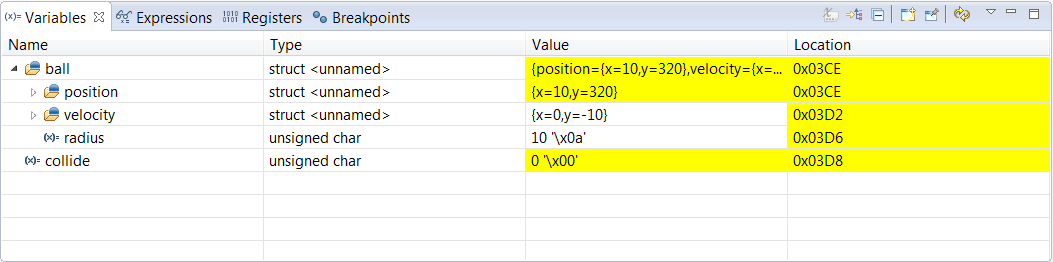 (x)= Variables Expressions 1010 0101 Registers Breakpoints
Name Type Value Location
ball struct <unnamed> {position={x=10,y=320},velocity={x=... 0x03CE
position struct <unnamed> {x=10,y=320} 0x03CE
velocity struct <unnamed> {x=0,y=-10} 0x03D2
(x)= radius unsigned char 10 '\x0a' 0x03D6
(x)= collide unsigned char 0 '\x00' 0x03D8